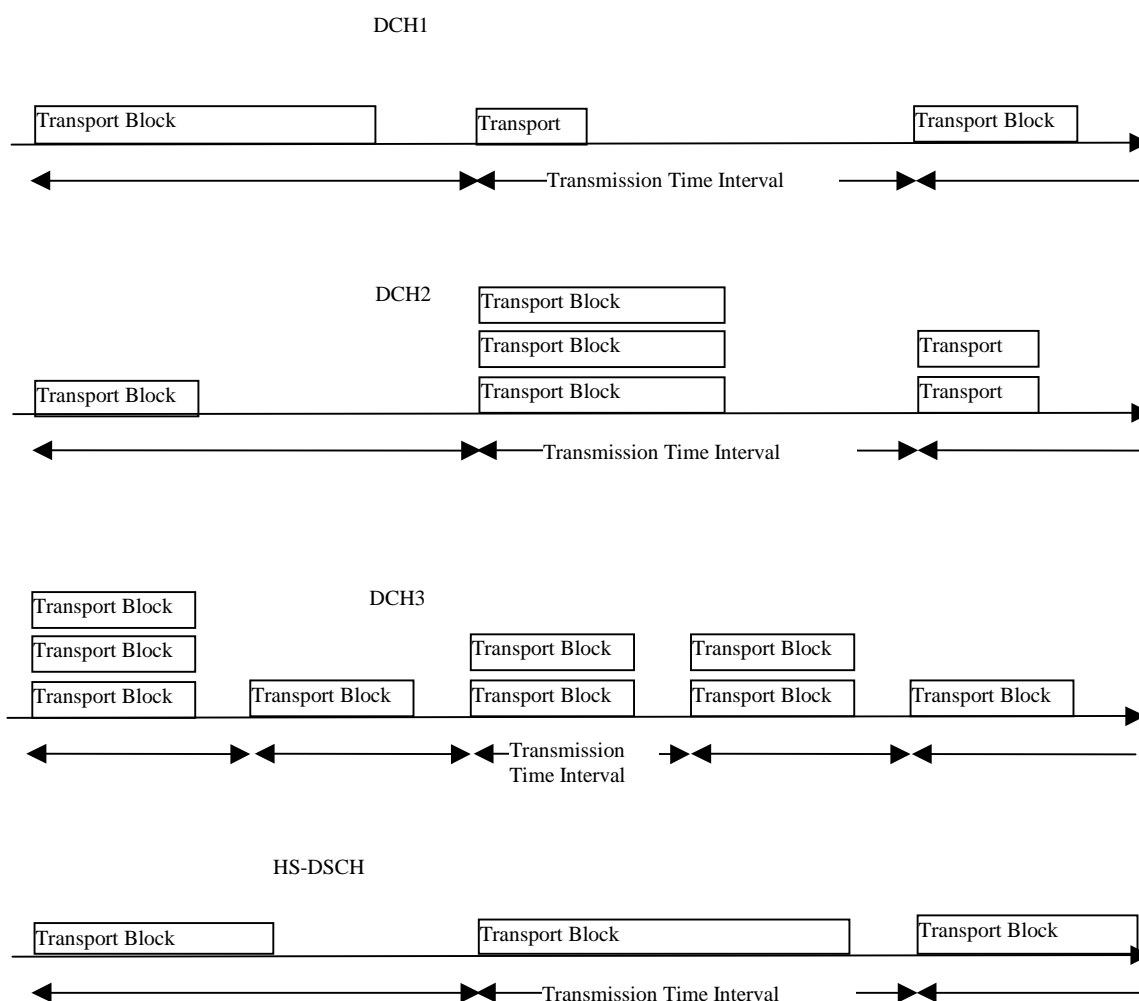 DCH1
Transport Block
Transport
Transport Block
Transmission Time Interval
DCH2
Transport Block
Transport Block
Transport
Transport Block
Transport Block
Transport
Transmission Time Interval
DCH3
Transport Block
Transport Block
Transport Block
Transport Block
Transport Block
Transport Block
Transport Block
Transport Block
Transport Block
Transmission
Time Interval
HS-DSCH
Transport Block
Transport Block
Transport Block
Transmission Time Interval